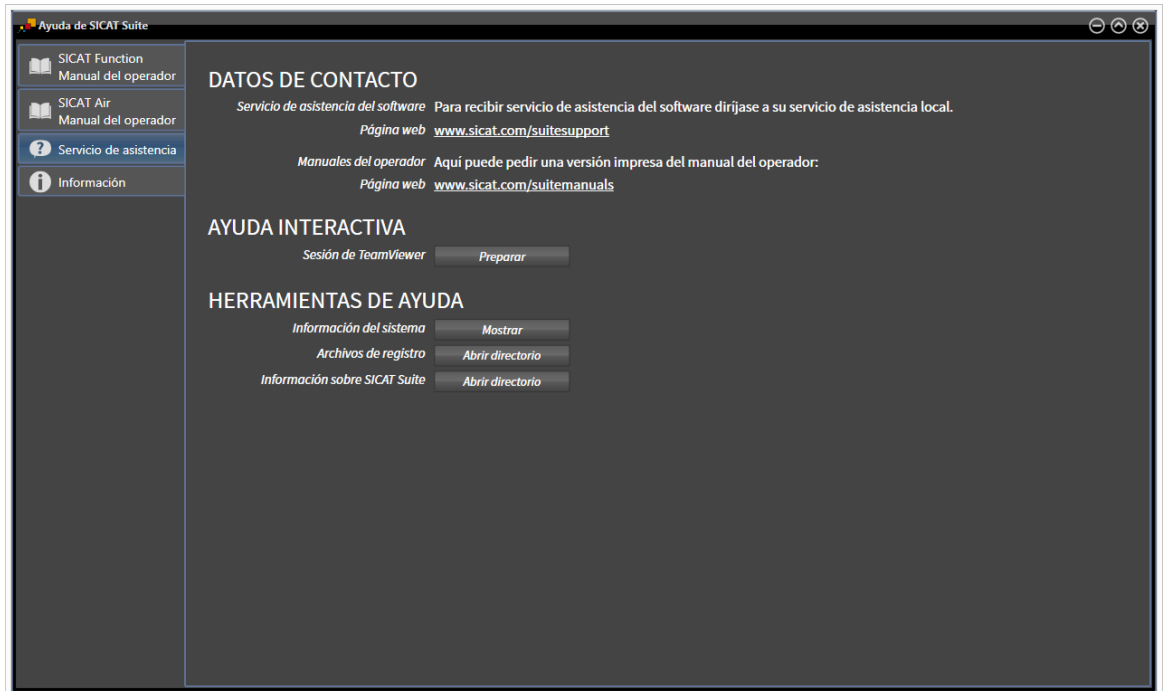 Ayuda de SICAT Suite
SICAT Function
Manual del operador
SICAT Air
Manual del operador
Servicio de asistencia
Información
DATOS DE CONTACTO
Servicio de asistencia del software Para recibir servicio de asistencia del software diríjase a su servicio de asistencia local.
Página web www.sicat.com/suitesupport
Manuales del operador Aquí puede pedir una versión impresa del manual del operador:
Página web www.sicat.com/suitemanuals
AYUDA INTERACTIVA
Sesión de TeamViewer Preparar
HERRAMIENTAS DE AYUDA
Información del sistema Mostrar
Archivos de registro Abrir directorio
Información sobre SICAT Suite Abrir directorio